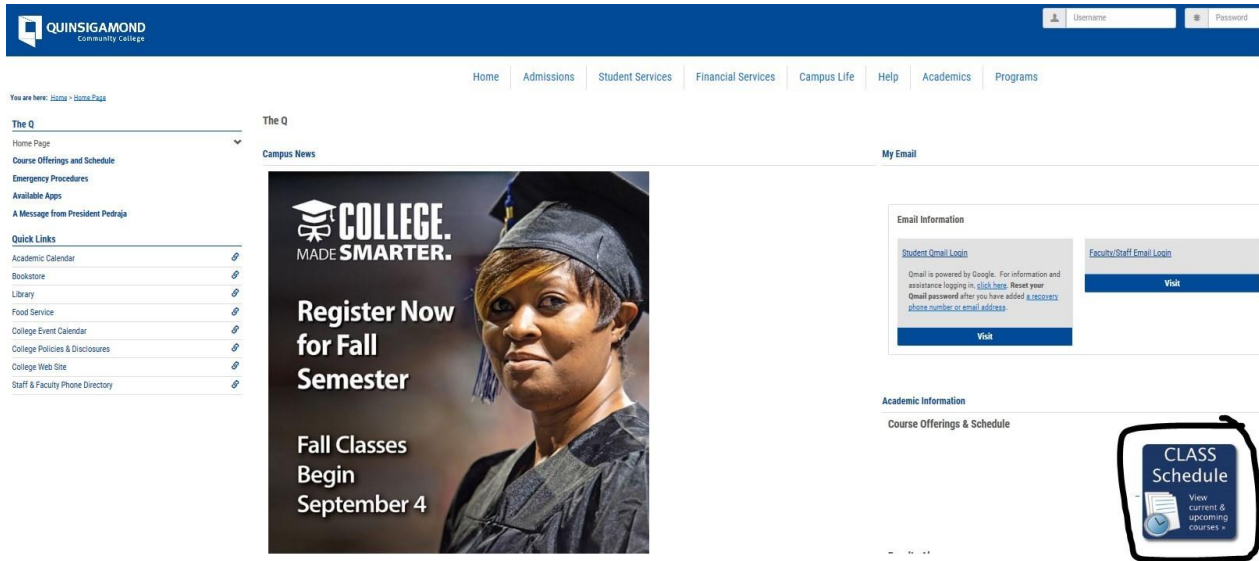 QUINSIGAMOND
Community College
Username
Password
Home
Admissions
Student Services
Financial Services
Campus Life
Help
Academics
Programs
You are here: Home > Home Page
The Q
Home Page
Course Offerings and Schedule
Emergency Procedures
Available Apps
A Message from President Pedraja
Quick Links
Academic Calendar
Bookstore
Library
Food Service
College Event Calendar
College Policies & Disclosures
College Web Site
Staff & Faculty Phone Directory
The Q
Campus News
COLLEGE.
MADE SMARTER.
Register Now
for Fall
Semester
Fall Classes
Begin
September 4
My Email
Email Information
Student Qmail Login
Qmail is powered by Google. For information and
assistance logging in, click here. Reset your
Qmail password after you have added a recovery
phone number or email address.
Visit
Faculty/Staff Email Login
Visit
Academic Information
Course Offerings & Schedule
CLASS
Schedule
View
current &
upcoming
courses »